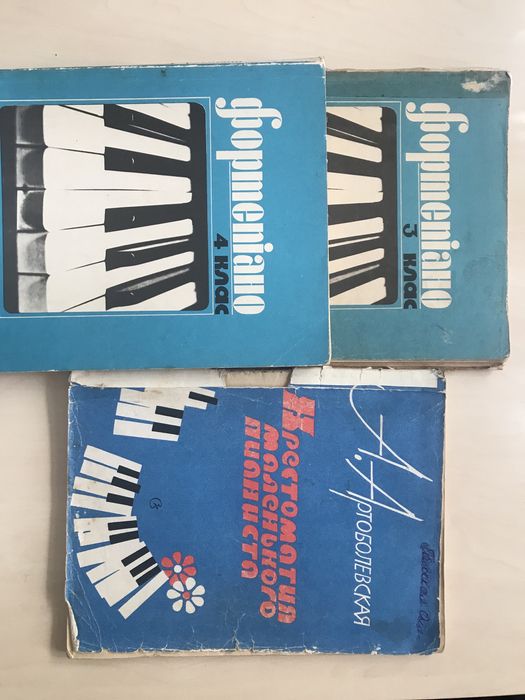 фортепіано
4 клас
фортепіано
3 клас
А. Артоболевская
Хрестоматия
маленького
пианиста